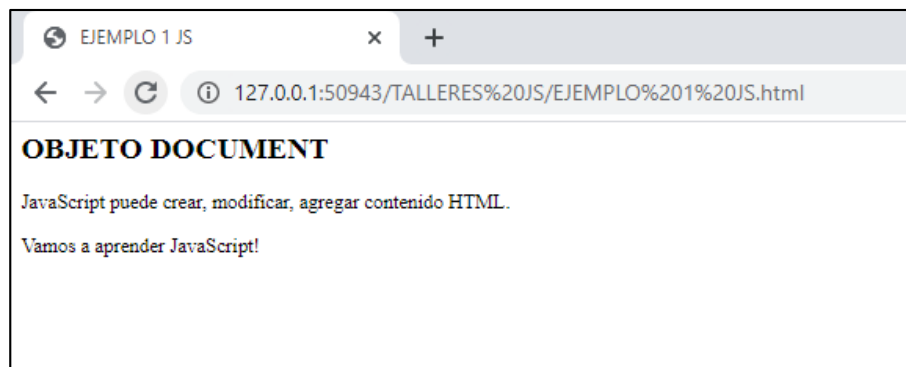 EJEMPLO 1 JS
127.0.0.1:50943/TALLERES%20JS/EJEMPLO%201%20JS.html
OBJETO DOCUMENT
JavaScript puede crear, modificar, agregar contenido HTML.
Vamos a aprender JavaScript!